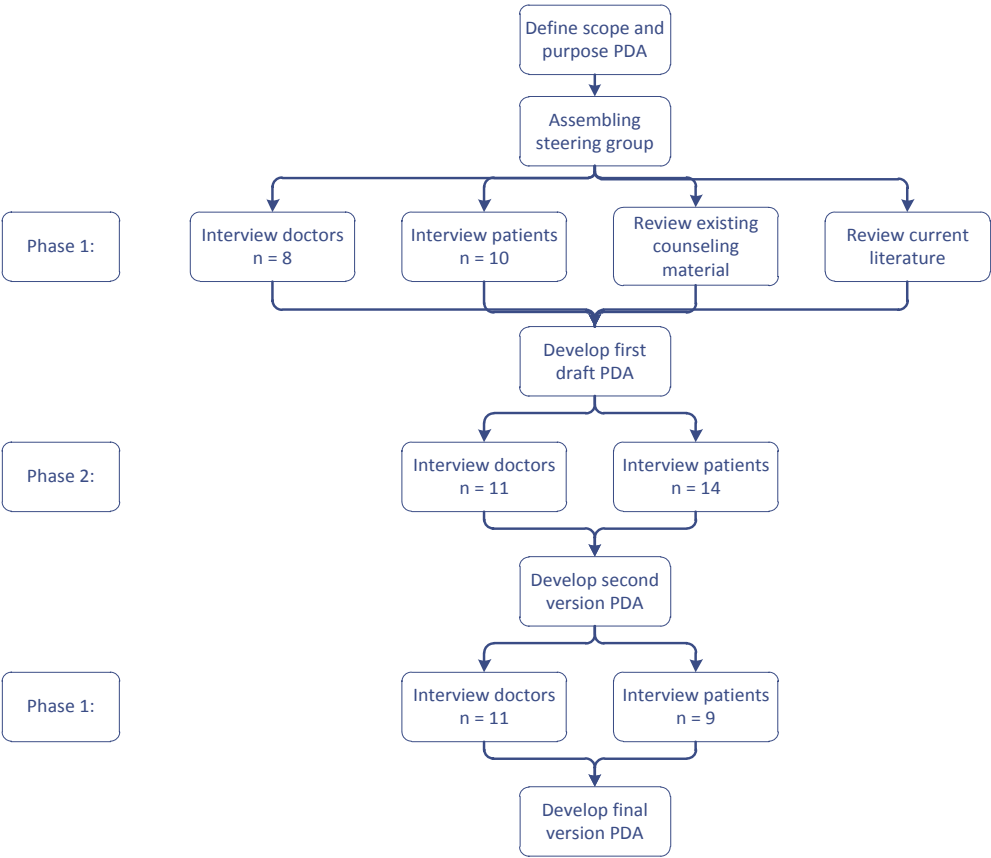 Define scope and
purpose PDA
Assembling
steering group
Phase 1:
Interview doctors
n = 8
Interview patients
n = 10
Review existing
counseling
material
Review current
literature
Develop first
draft PDA
Phase 2:
Interview doctors
n = 11
Interview patients
n = 14
Develop second
version PDA
Phase 1:
Interview doctors
n = 11
Interview patients
n = 9
Develop final
version PDA